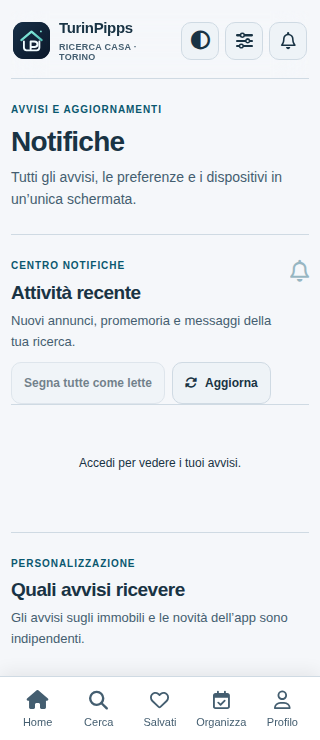 TurinPipps
RICERCA CASA ·
TORINO
AVVISI E AGGIORNAMENTI
Notifiche
Tutti gli avvisi, le preferenze e i dispositivi in
un’unica schermata.
CENTRO NOTIFICHE
Attività recente
Nuovi annunci, promemoria e messaggi della
tua ricerca.
Segna tutte come lette
Aggiorna
Accedi per vedere i tuoi avvisi.
PERSONALIZZAZIONE
Quali avvisi ricevere
Gli avvisi sugli immobili e le novità dell’app sono
indipendenti.
Home
Cerca
Salvati
Organizza
Profilo